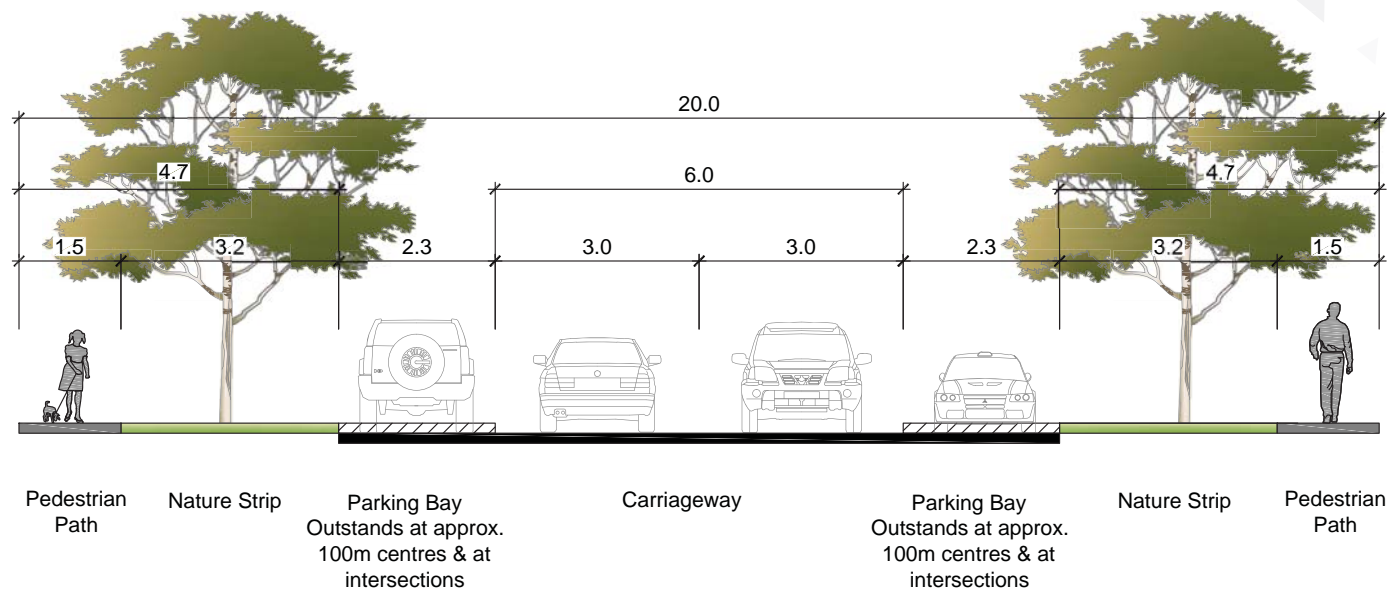 20.0
4.7
6.0
4.7
1.5
3.2
2.3
3.0
3.0
2.3
3.2
1.5
Pedestrian
Path
Nature Strip
Parking Bay
Outstands at approx.
100m centres & at
intersections
Carriageway
Parking Bay
Outstands at approx.
100m centres & at
intersections
Nature Strip
Pedestrian
Path